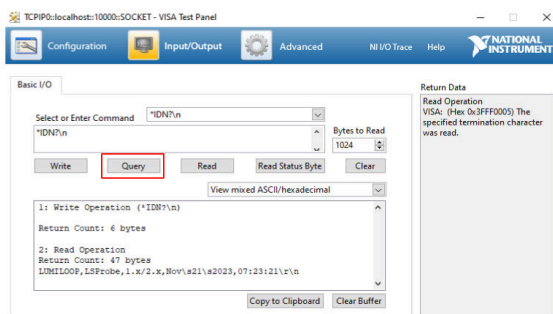 TCPIP0::localhost::10000::SOCKET - VISA Test Panel
Configuration
Input/Output
Advanced
NI I/O Trace
Help
NATIONAL
INSTRUMENT
Basic I/O
Select or Enter Command
*IDN?\n
*IDN?\n
Bytes to Read
1024
Write
Query
Read
Read Status Byte
Clear
View mixed ASCII/hexadecimal
1: Write Operation (*IDN?\n)
Return Count: 6 bytes
2: Read Operation
Return Count: 47 bytes
LUMILOOP,LSProbe,1.x/2.x,Nov\s21\s2023,07:23:21\r\n
Copy to Clipboard
Clear Buffer
Return Data
Read Operation
VISA: (Hex 0x3FFF0005) The
specified termination character
was read.